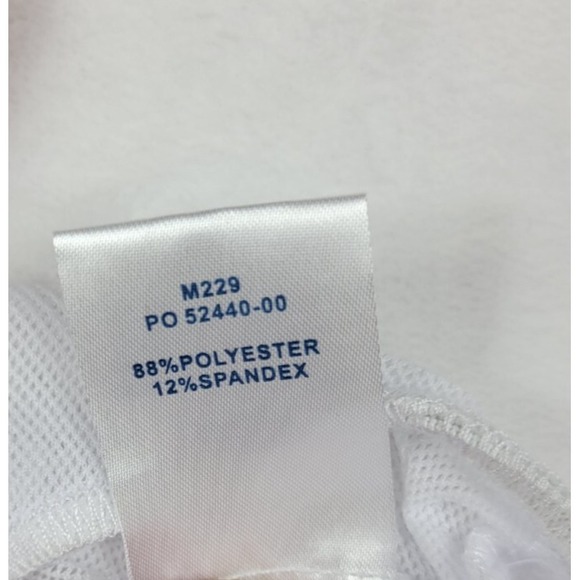 M229
PO 52440-00
88%POLYESTER
12%SPANDEX